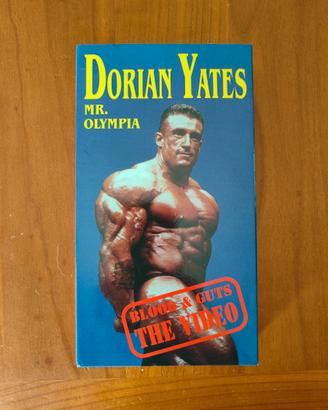 DORIAN YATES
MR.
OLYMPIA
BLOOD & GUTS
THE VIDEO